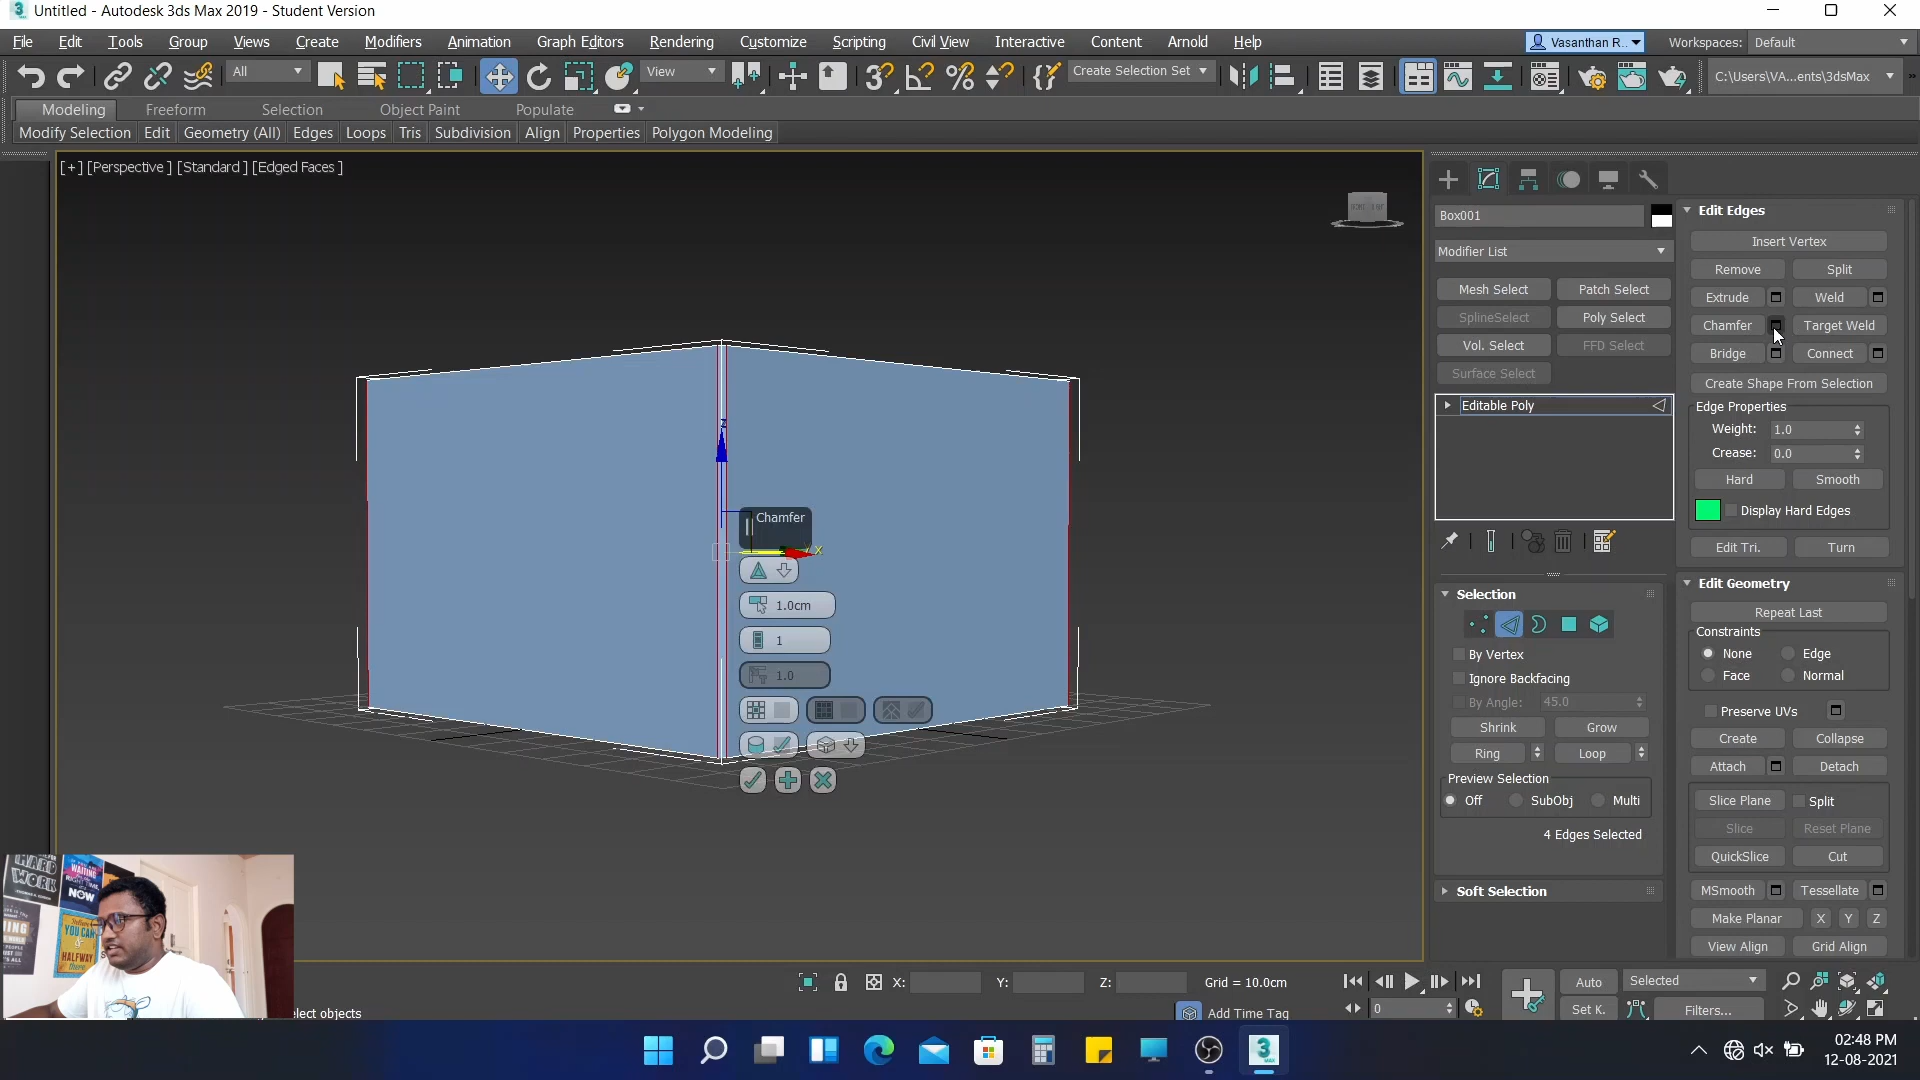 Untitled - Autodesk 3ds Max 2019 - Student Version
File Edit Tools Group Views Create Modifiers Animation Graph Editors Rendering Customize Scripting Civil View Interactive Content Arnold Help
Vasanthan R..
Workspaces: Default
All
View
Create Selection Set
C:\Users\VA...ents\3dsMax
Modeling Freeform Selection Object Paint Populate
Modify Selection Edit Geometry (All) Edges Loops Tris Subdivision Align Properties Polygon Modeling
[+] [Perspective] [Standard] [Edged Faces]
Box001
Modifier List
Mesh Select Patch Select
SplineSelect Poly Select
Vol. Select FFD Select
Surface Select
Editable Poly
Selection
By Vertex
Ignore Backfacing
By Angle: 45.0
Shrink Grow
Ring Loop
Preview Selection
Off SubObj Multi
4 Edges Selected
Soft Selection
Edit Edges
Insert Vertex
Remove Split
Extrude Weld
Chamfer Target Weld
Bridge Connect
Create Shape From Selection
Edge Properties
Weight: 1.0
Crease: 0.0
Hard Smooth
Display Hard Edges
Edit Tri. Turn
Edit Geometry
Repeat Last
Constraints
None Edge
Face Normal
Preserve UVs
Create Collapse
Attach Detach
Slice Plane Split
Slice Reset Plane
QuickSlice Cut
MSmooth Tessellate
Make Planar X Y Z
View Align Grid Align
z
Chamfer
x
1.0cm
1
1.0
HARD
WORK
WAITING
RIGHT TIME
NOW
YOU CAN
HALFWAY
X: Y: Z: Grid = 10.0cm
lect objects
Add Time Tag
0
Auto Selected
Set K. Filters...
02:48 PM
12-08-2021